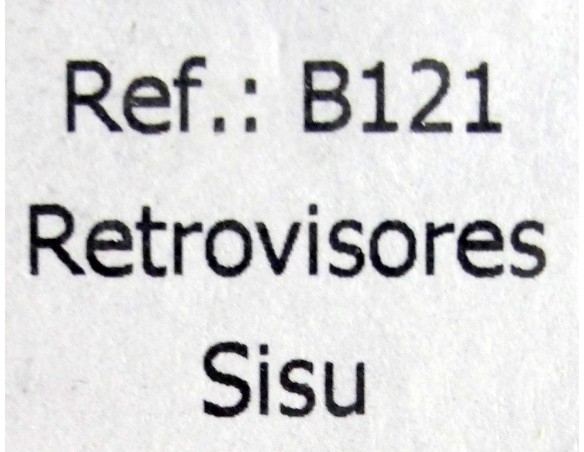 Ref.: B121
Retrovisores
Sisu